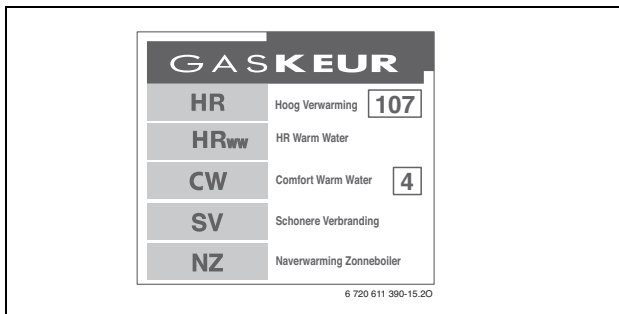 GASKEUR
HR Hoog Verwarming 107
HRww HR Warm Water
CW Comfort Warm Water 4
SV Schonere Verbranding
NZ Naverwarming Zonneboiler
6 720 611 390-15.2O